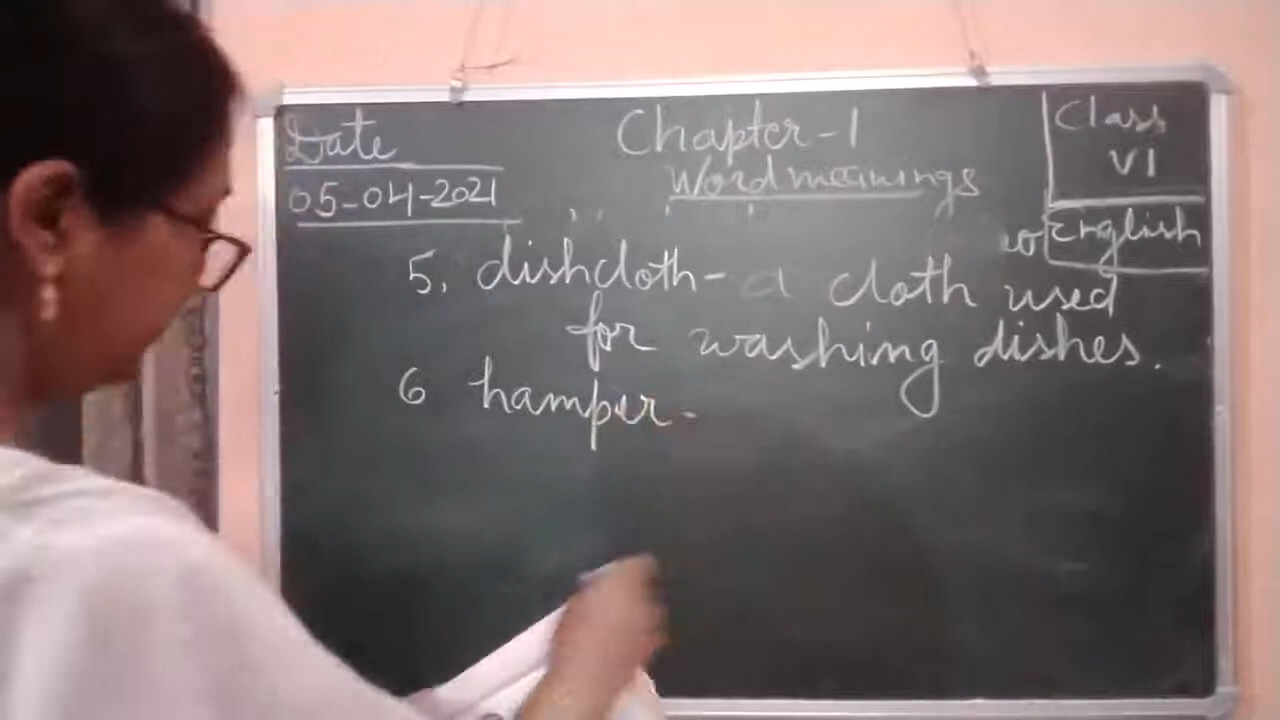 Date
05-04-2021
Chapter-1
Word meanings
Class
VI
English
5. dishcloth- a cloth used
for washing dishes.
6 hamper-